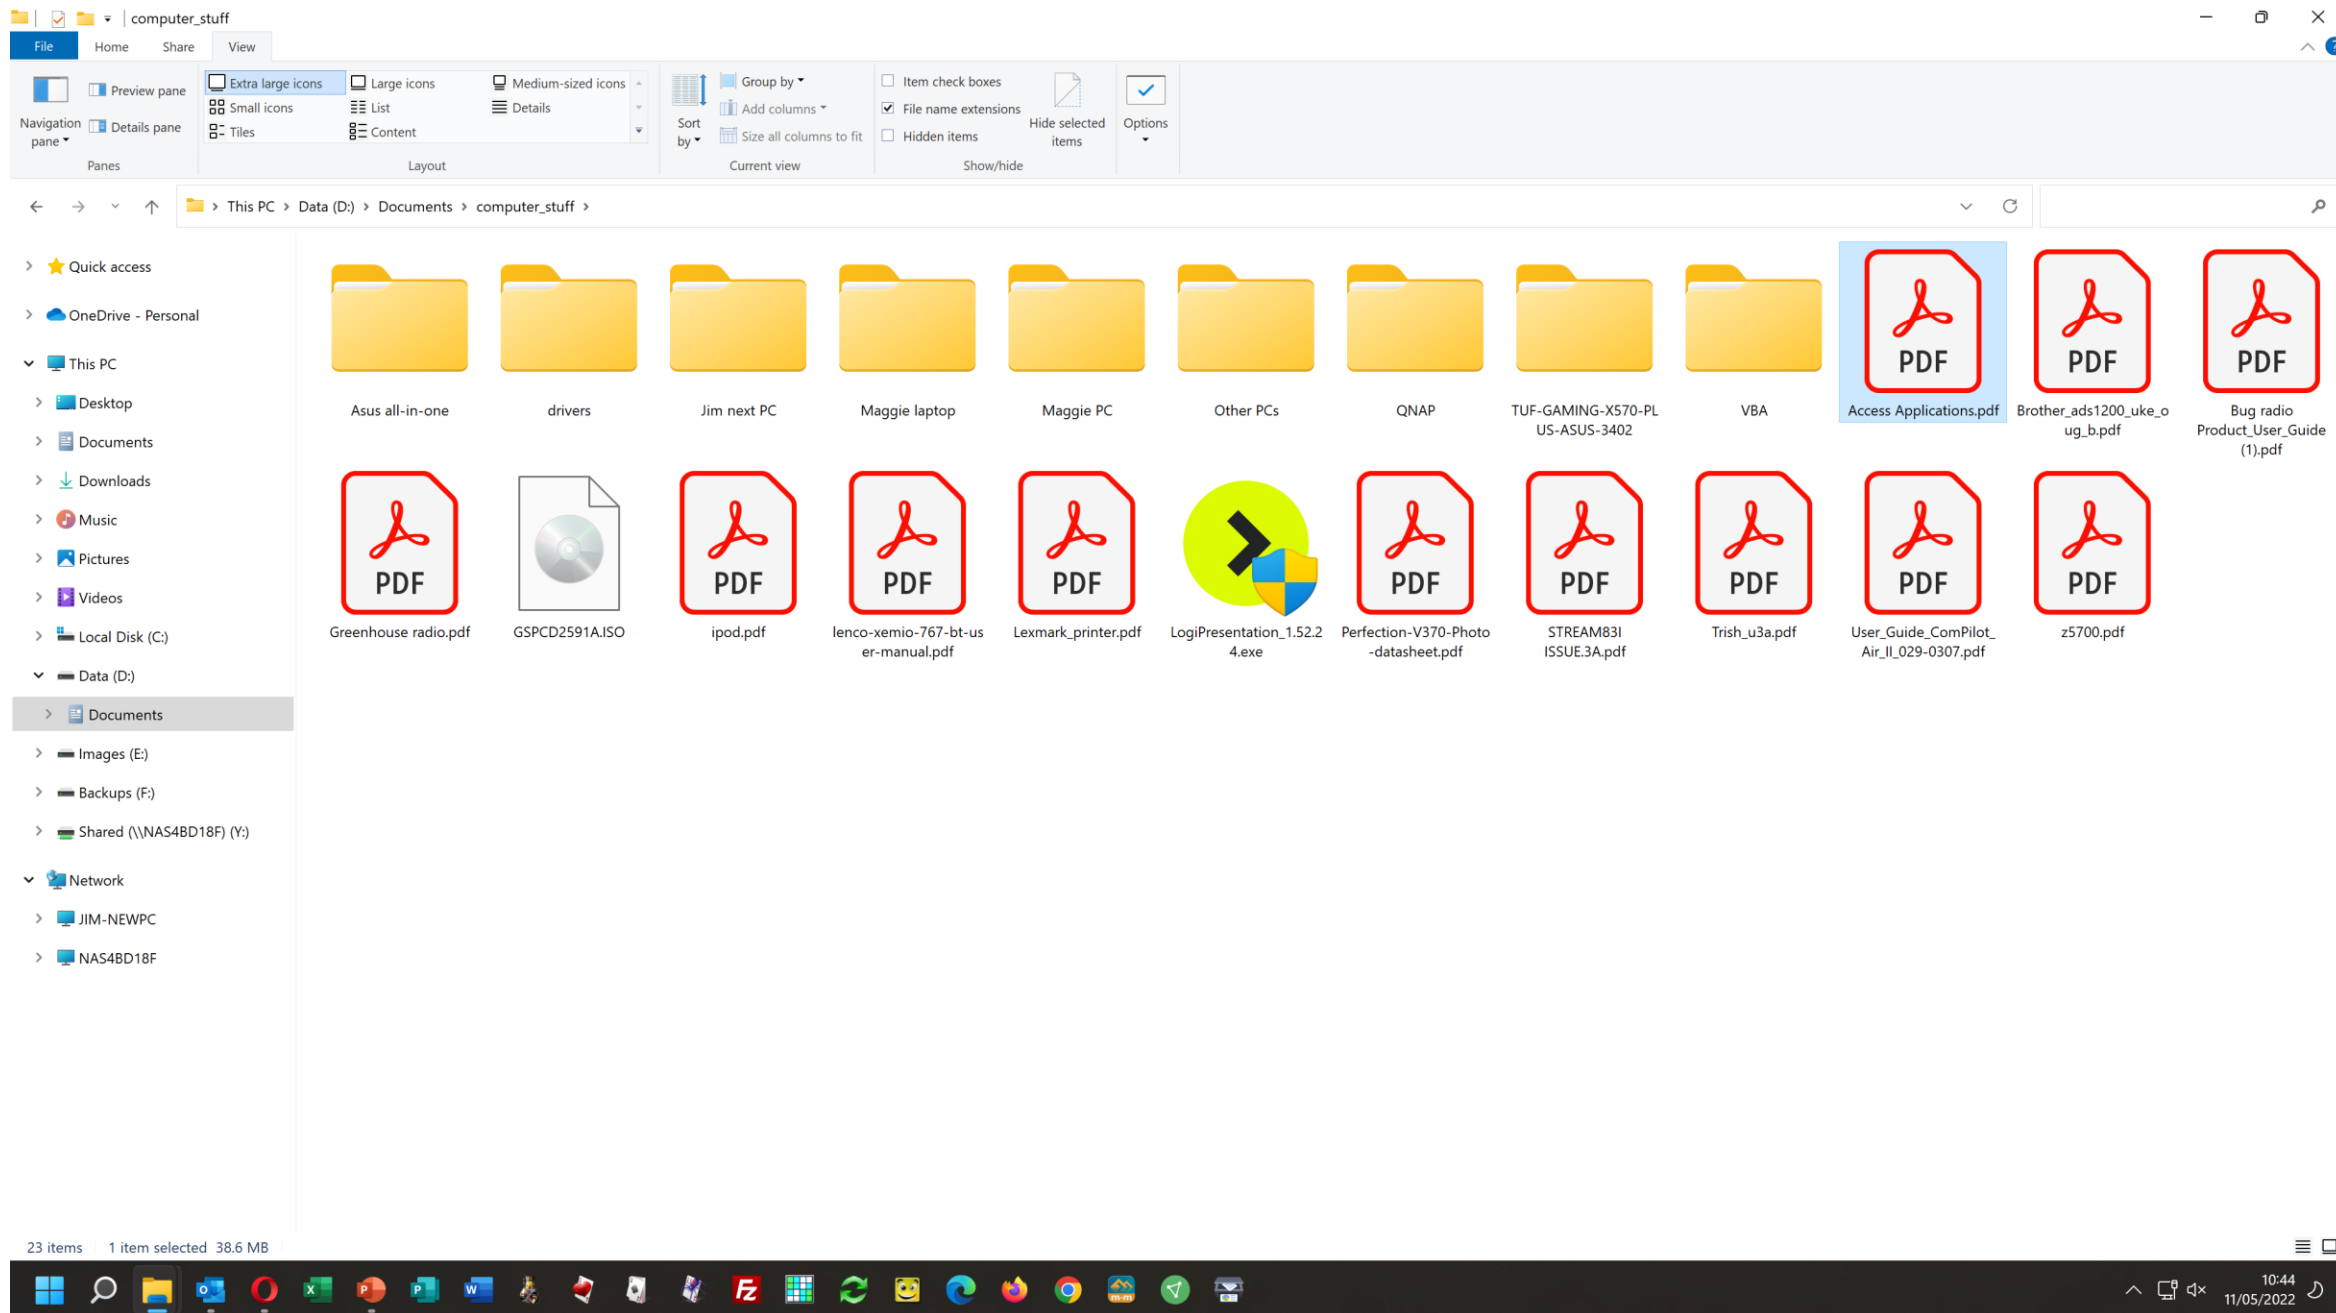 computer_stuff
File Home Share View
Navigation pane
Preview pane
Details pane
Panes
Extra large icons Large icons Medium-sized icons
Small icons List Details
Tiles Content
Layout
Sort by
Group by
Add columns
Size all columns to fit
Current view
Item check boxes
File name extensions
Hidden items
Hide selected items
Show/hide
Options
This PC Data (D:) Documents computer_stuff
Quick access
OneDrive - Personal
This PC
Desktop
Documents
Downloads
Music
Pictures
Videos
Local Disk (C:)
Data (D:)
Documents
Images (E:)
Backups (F:)
Shared (\\NAS4BD18F) (Y:)
Network
JIM-NEWPC
NAS4BD18F
Asus all-in-one
drivers
Jim next PC
Maggie laptop
Maggie PC
Other PCs
QNAP
TUF-GAMING-X570-PL
US-ASUS-3402
VBA
PDF
Access Applications.pdf
PDF
Brother_ads1200_uke_o
ug_b.pdf
PDF
Bug radio
Product_User_Guide
(1).pdf
PDF
Greenhouse radio.pdf
GSPCD2591A.ISO
PDF
ipod.pdf
PDF
lenco-xemio-767-bt-us
er-manual.pdf
PDF
Lexmark_printer.pdf
LogiPresentation_1.52.2
4.exe
PDF
Perfection-V370-Photo
-datasheet.pdf
PDF
STREAM83I
ISSUE.3A.pdf
PDF
Trish_u3a.pdf
PDF
User_Guide_ComPilot_
Air_II_029-0307.pdf
PDF
z5700.pdf
23 items 1 item selected 38.6 MB
10:44
11/05/2022